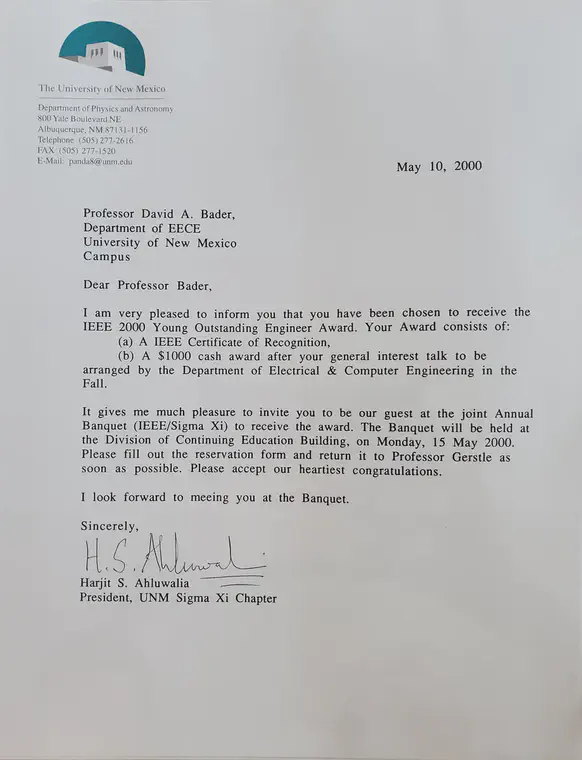 The University of New Mexico
Department of Physics and Astronomy
800 Yale Boulevard NE
Albuquerque, NM 87131-1156
Telephone (505) 277-2616
FAX (505) 277-1520
E-Mail: panda8@unm.edu
May 10, 2000
Professor David A. Bader,
Department of EECE
University of New Mexico
Campus
Dear Professor Bader,
I am very pleased to inform you that you have been chosen to receive the
IEEE 2000 Young Outstanding Engineer Award. Your Award consists of:
(a) A IEEE Certificate of Recognition,
(b) A $1000 cash award after your general interest talk to be
arranged by the Department of Electrical & Computer Engineering in the
Fall.
It gives me much pleasure to invite you to be our guest at the joint Annual
Banquet (IEEE/Sigma Xi) to receive the award. The Banquet will be held at
the Division of Continuing Education Building, on Monday, 15 May 2000.
Please fill out the reservation form and return it to Professor Gerstle as
soon as possible. Please accept our heartiest congratulations.
I look forward to meeing you at the Banquet.
Sincerely,
H. S. Ahluwali
Harjit S. Ahluwalia
President, UNM Sigma Xi Chapter